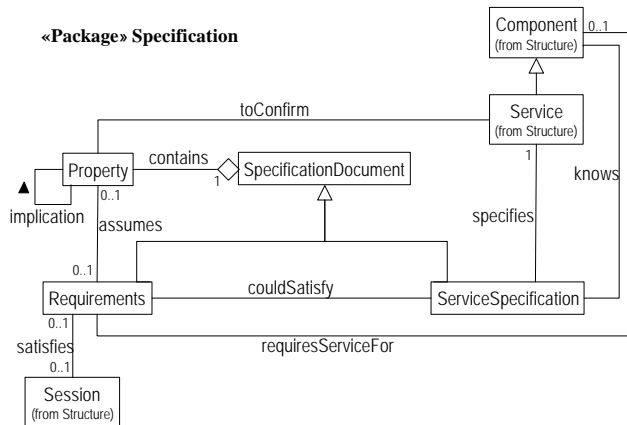 «Package» Specification
Component
(from Structure)
0..1
Service
(from Structure)
1
toConfirm
Property
contains
1
SpecificationDocument
knows
0..1
implication
assumes
specifies
0..1
Requirements
couldSatisfy
ServiceSpecification
0..1
requiresServiceFor
satisfies
0..1
Session
(from Structure)